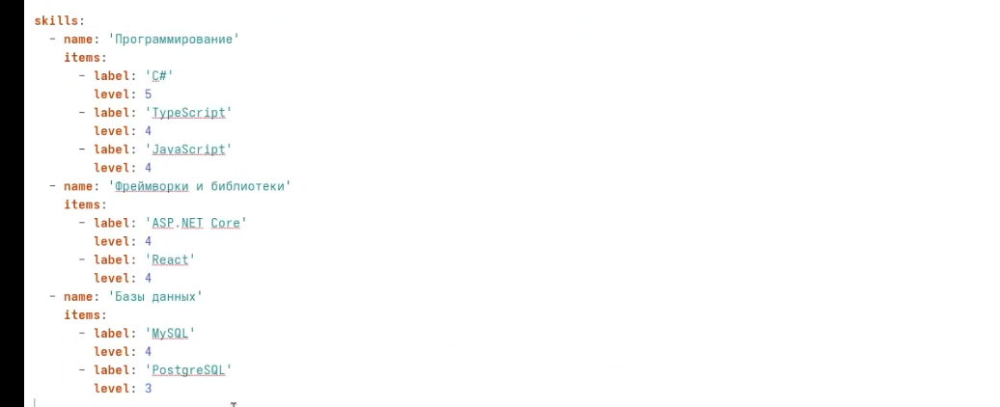 skills:
  - name: 'Программирование'
    items:
      - label: 'C#'
        level: 5
      - label: 'TypeScript'
        level: 4
      - label: 'JavaScript'
        level: 4
  - name: 'Фреймворки и библиотеки'
    items:
      - label: 'ASP.NET Core'
        level: 4
      - label: 'React'
        level: 4
  - name: 'Базы данных'
    items:
      - label: 'MySQL'
        level: 4
      - label: 'PostgreSQL'
        level: 3